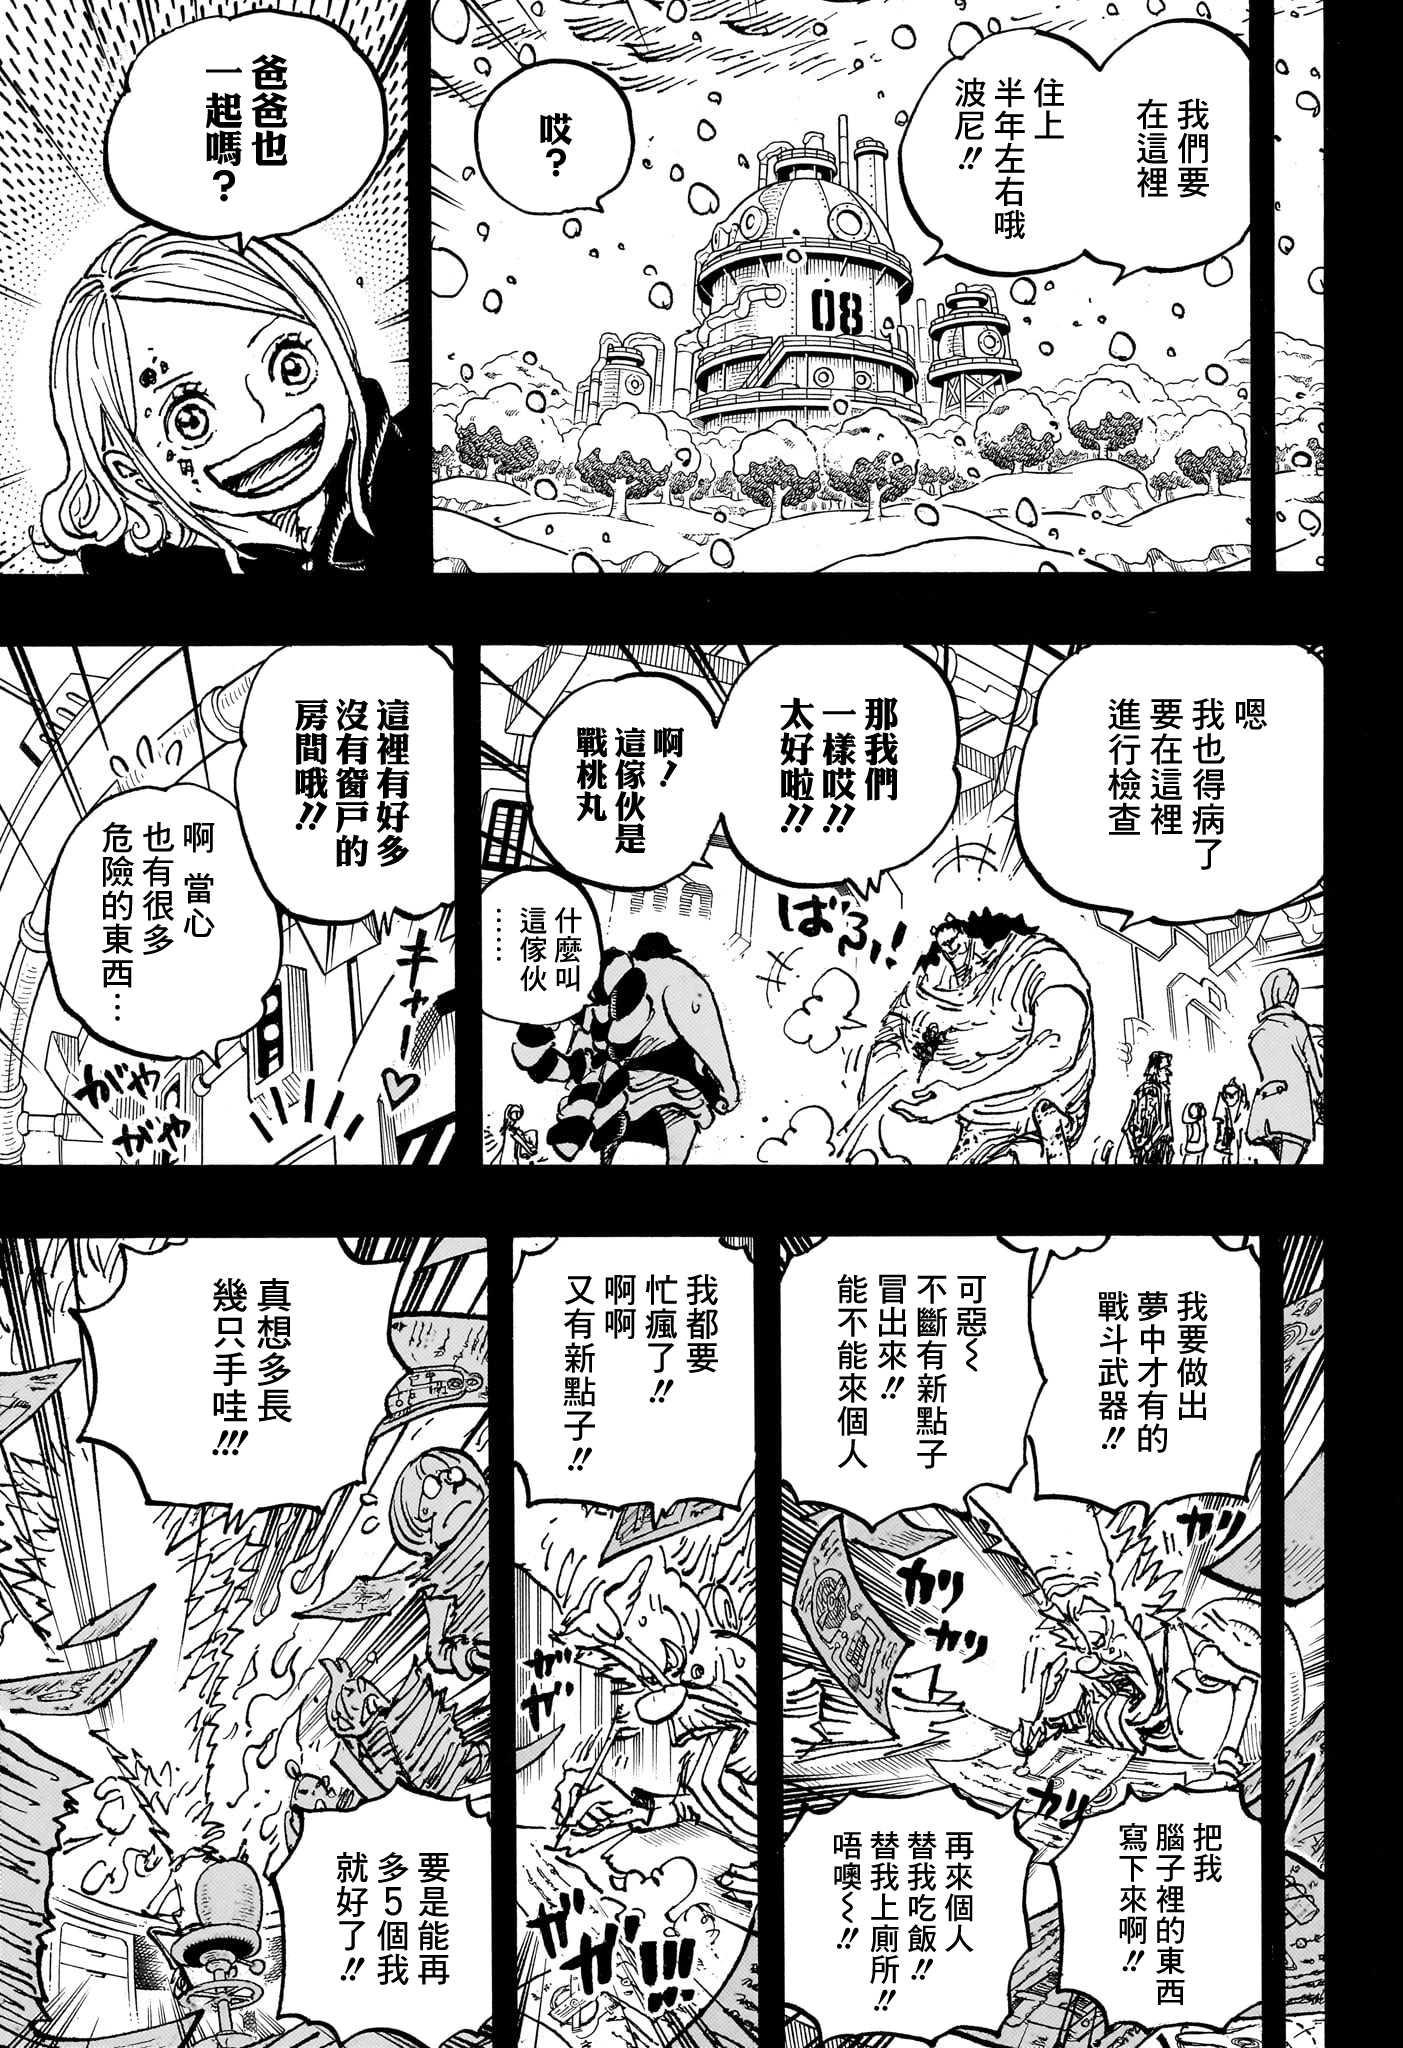 我們要
在這裡
住上
半年左右哦
波尼!!
08
哎?
爸爸也
一起嗎?
嗯
我也得病了
要在這裡
進行檢查
那我們
一樣哎!!
太好啦!!
ばふぅ!
啊!
這傢伙是
戰桃丸
什麼叫
這傢伙
……
這裡有好多
沒有窗戶的
房間哦!!
キャー♡
啊 當心
也有很多
危險的東西…
がや
がや
我要做出
夢中才有的
戰斗武器!!
可惡~
不斷有新點子
冒出來!!
能不能來個人
カリ
カリ
カリ
カリ
把我
腦子裡的東西
寫下來啊!!
再來個人
替我吃飯!!
替我上廁所!!
唔噢~!!
我都要
忙瘋了!!
啊啊
又有新點子!!
ガガ
ガガガ!!!
真想多長
幾只手哇!!!
要是能再
多5個我
就好了!!